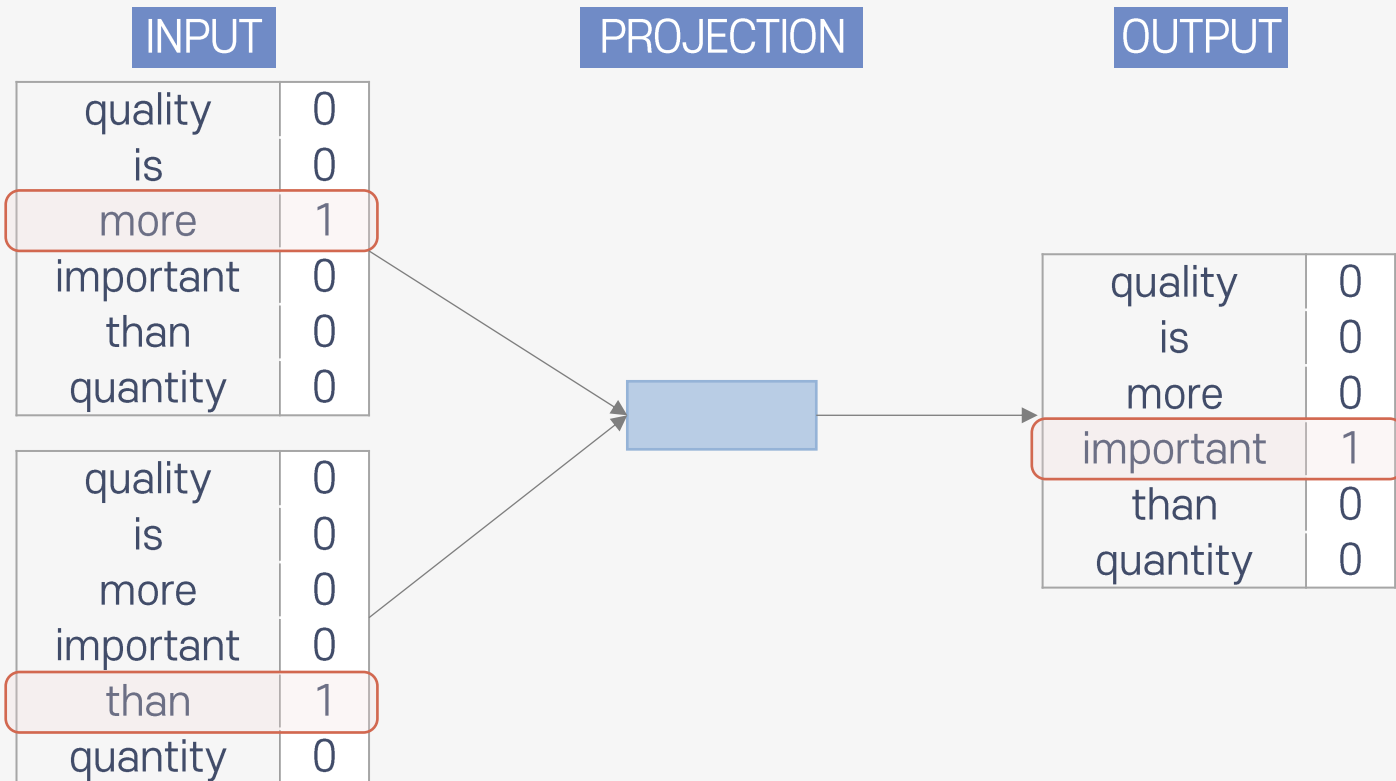 INPUT
PROJECTION
OUTPUT
quality 0
is 0
more 1
important 0
than 0
quantity 0
quality 0
is 0
more 0
important 0
than 1
quantity 0
quality 0
is 0
more 0
important 1
than 0
quantity 0